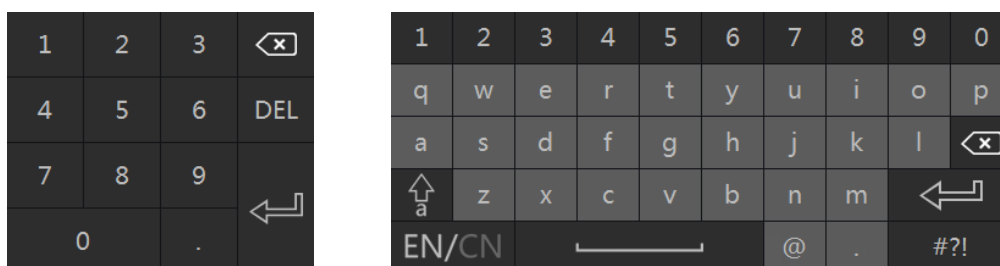 1 2 3
4 5 6 DEL
7 8 9
0 .
1 2 3 4 5 6 7 8 9 0
q w e r t y u i o p
a s d f g h j k l
a z x c v b n m
EN/CN @ . #?!